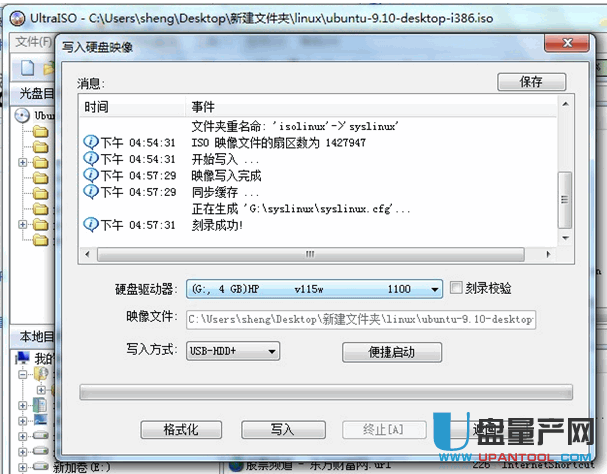 UltraISO - C:\Users\sheng\Desktop\新建文件夹\linux\ubuntu-9.10-desktop-i386.iso
文件(F)
写入硬盘映像
消息:
保存
光盘目
时间 事件
文件夹重名命: 'isolinux'->'syslinux'
下午 04:54:31 ISO 映像文件的扇区数为 1427947
下午 04:54:31 开始写入 ...
下午 04:57:29 映像写入完成
下午 04:57:29 同步缓存 ...
正在生成 'G:\syslinux\syslinux.cfg'...
下午 04:57:31 刻录成功!
Ubu
硬盘驱动器: (G:, 4 GB)HP v115w 1100 刻录校验
映像文件: C:\Users\sheng\Desktop\新建文件夹\linux\ubuntu-9.10-desktop
写入方式: USB-HDD+ 便捷启动
本地目
我的
格式化 写入 终止[A] 返回
U盘量产网
WWW.UPANTOOL.COM
新加卷(E:)
股票频道 - 东方财富网.url 226 InternetShortcut